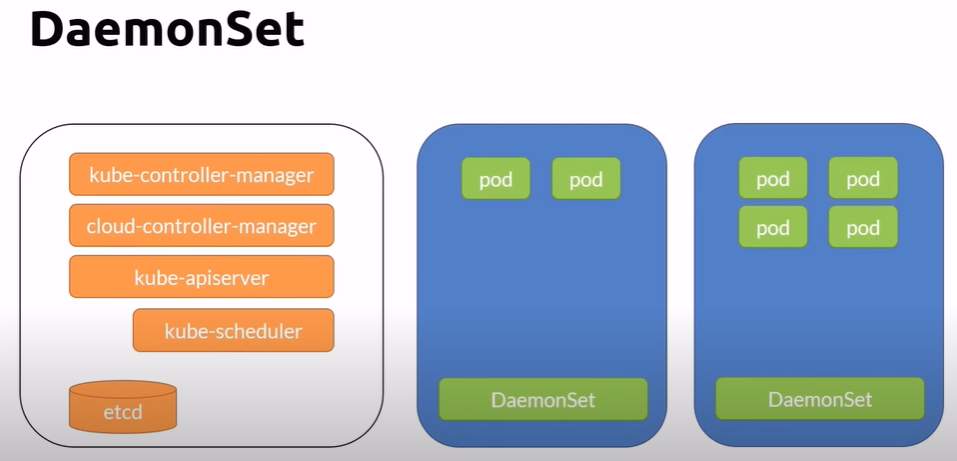 DaemonSet
kube-controller-manager
cloud-controller-manager
kube-apiserver
kube-scheduler
etcd
pod pod
DaemonSet
pod pod
pod pod
DaemonSet